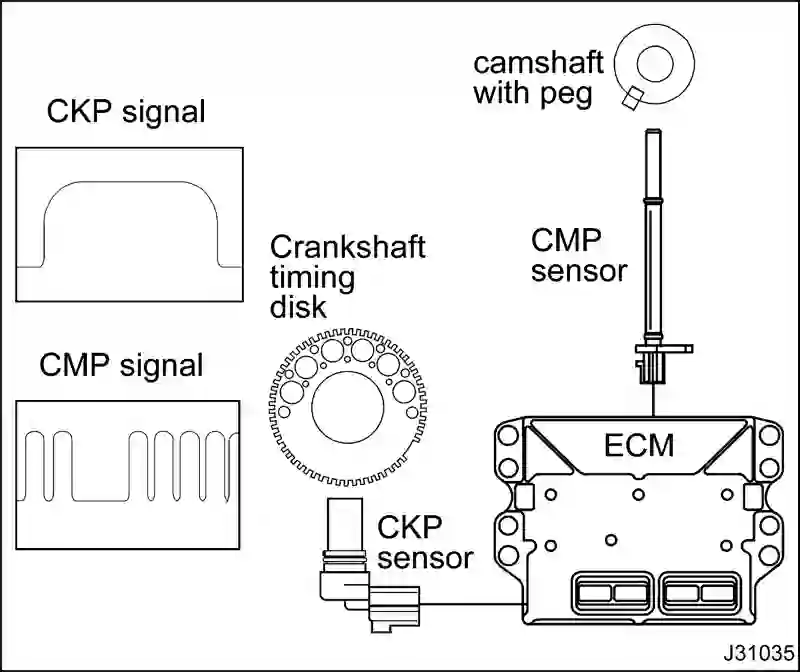 camshaft
with peg
CKP signal
CMP
sensor
Crankshaft
timing
disk
CMP signal
ECM
CKP
sensor
J31035